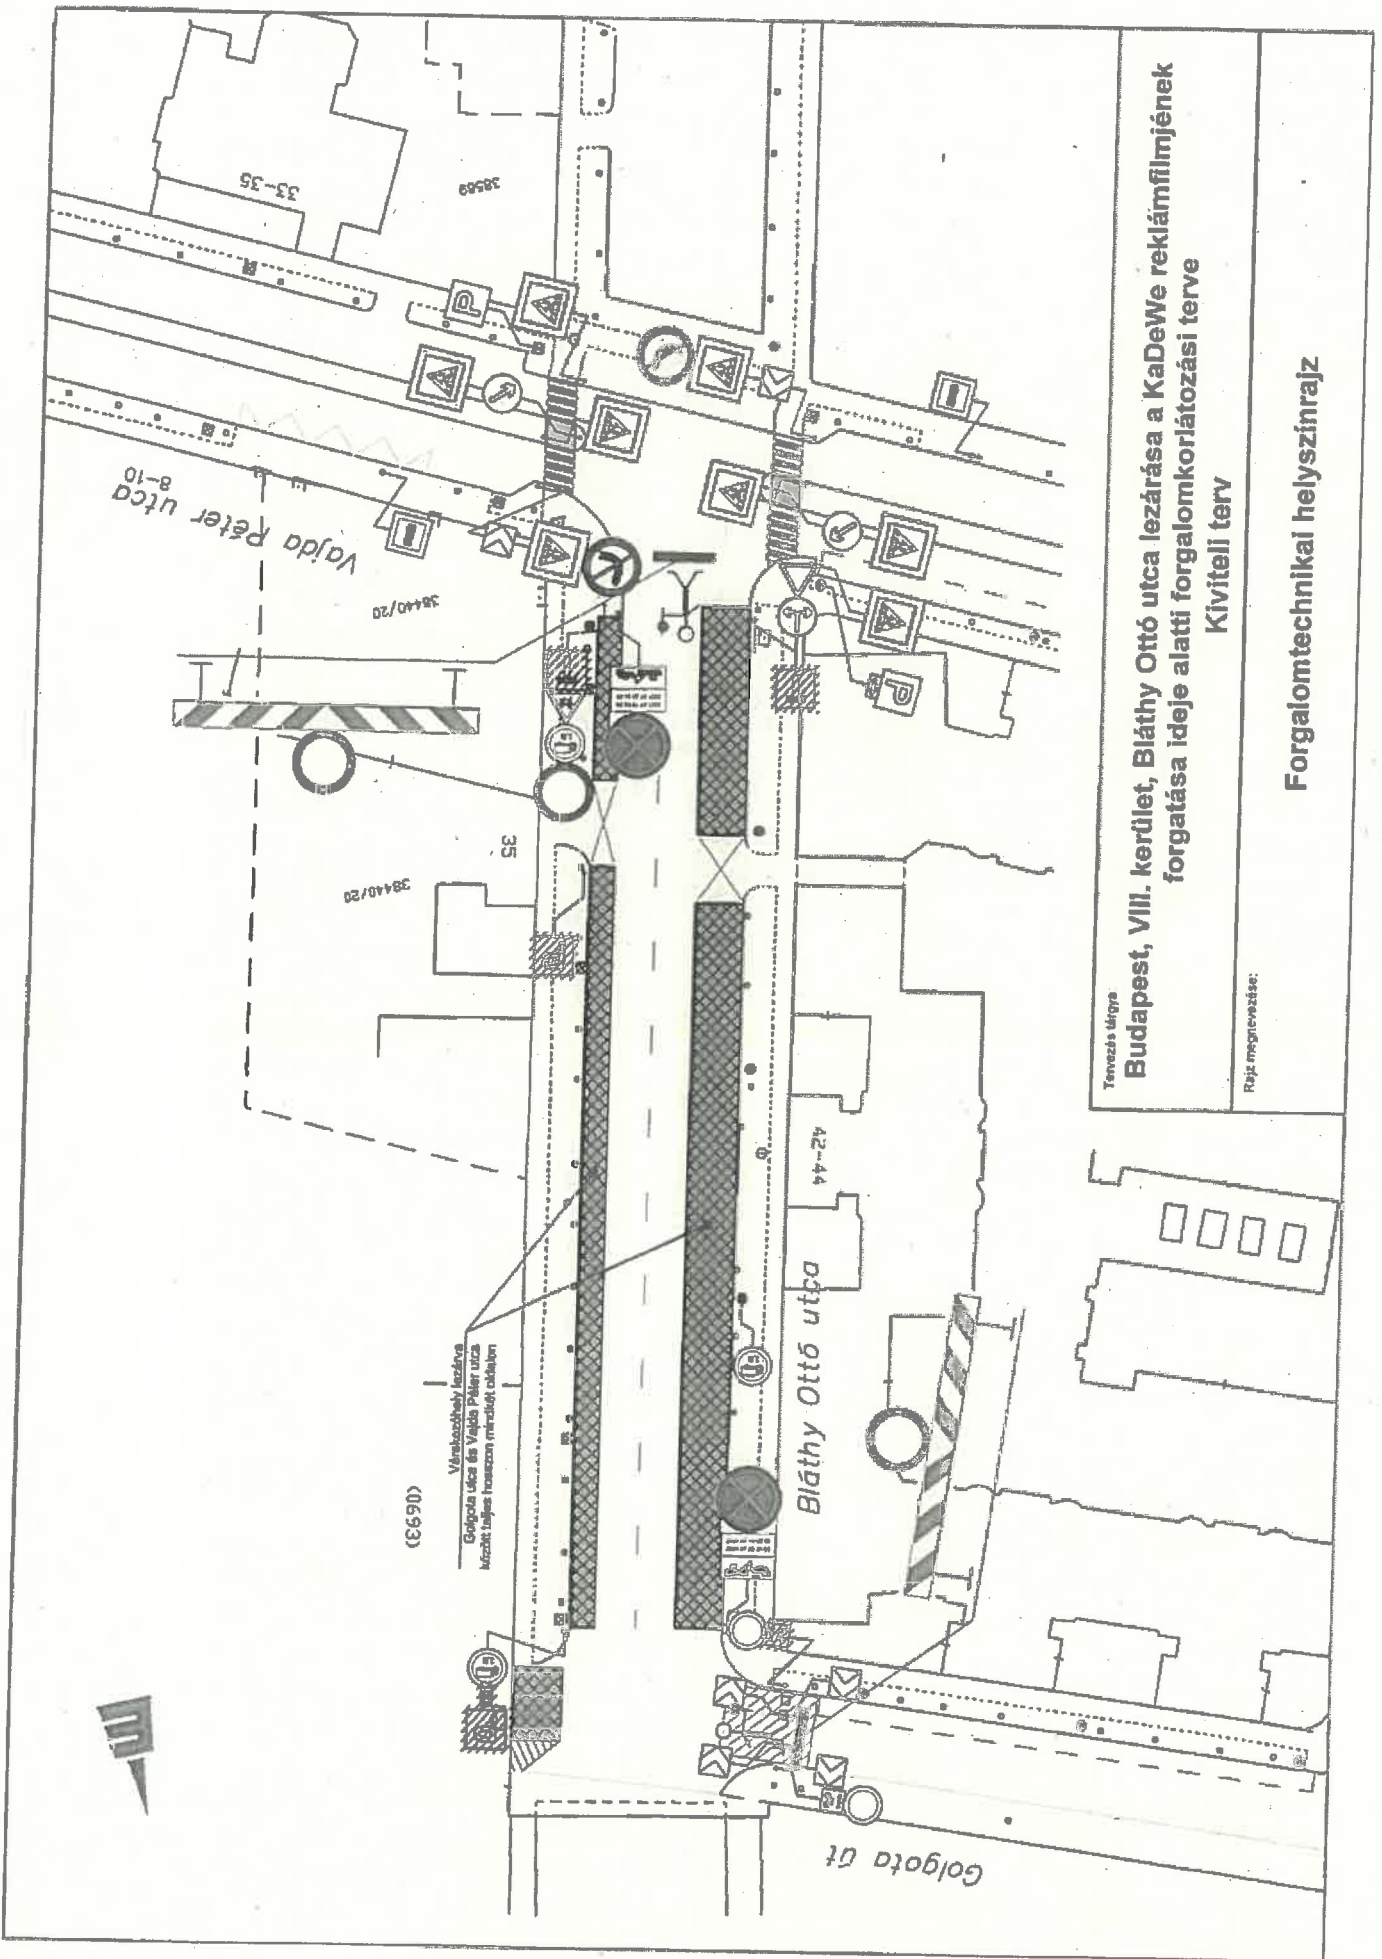 Tervezés tárgya
Budapest, VIII. kerület, Bláthy Ottó utca lezárása a KaDeWe reklámfilmjének
forgatása ideje alatti forgalomkorlátozási terve
Kiviteli terv
Rajz megnevezése:
Forgalomtechnikai helyszínrajz
33-35
38569
Vajda Péter utca
8-10
38440/20
35
38440/20
42-44
Bláthy Ottó utca
Várakozóhely lezárva
Golgota utca és Vajda Péter utca
között teljes hosszon mindkét oldalon
(0693)
Golgota út
P
P